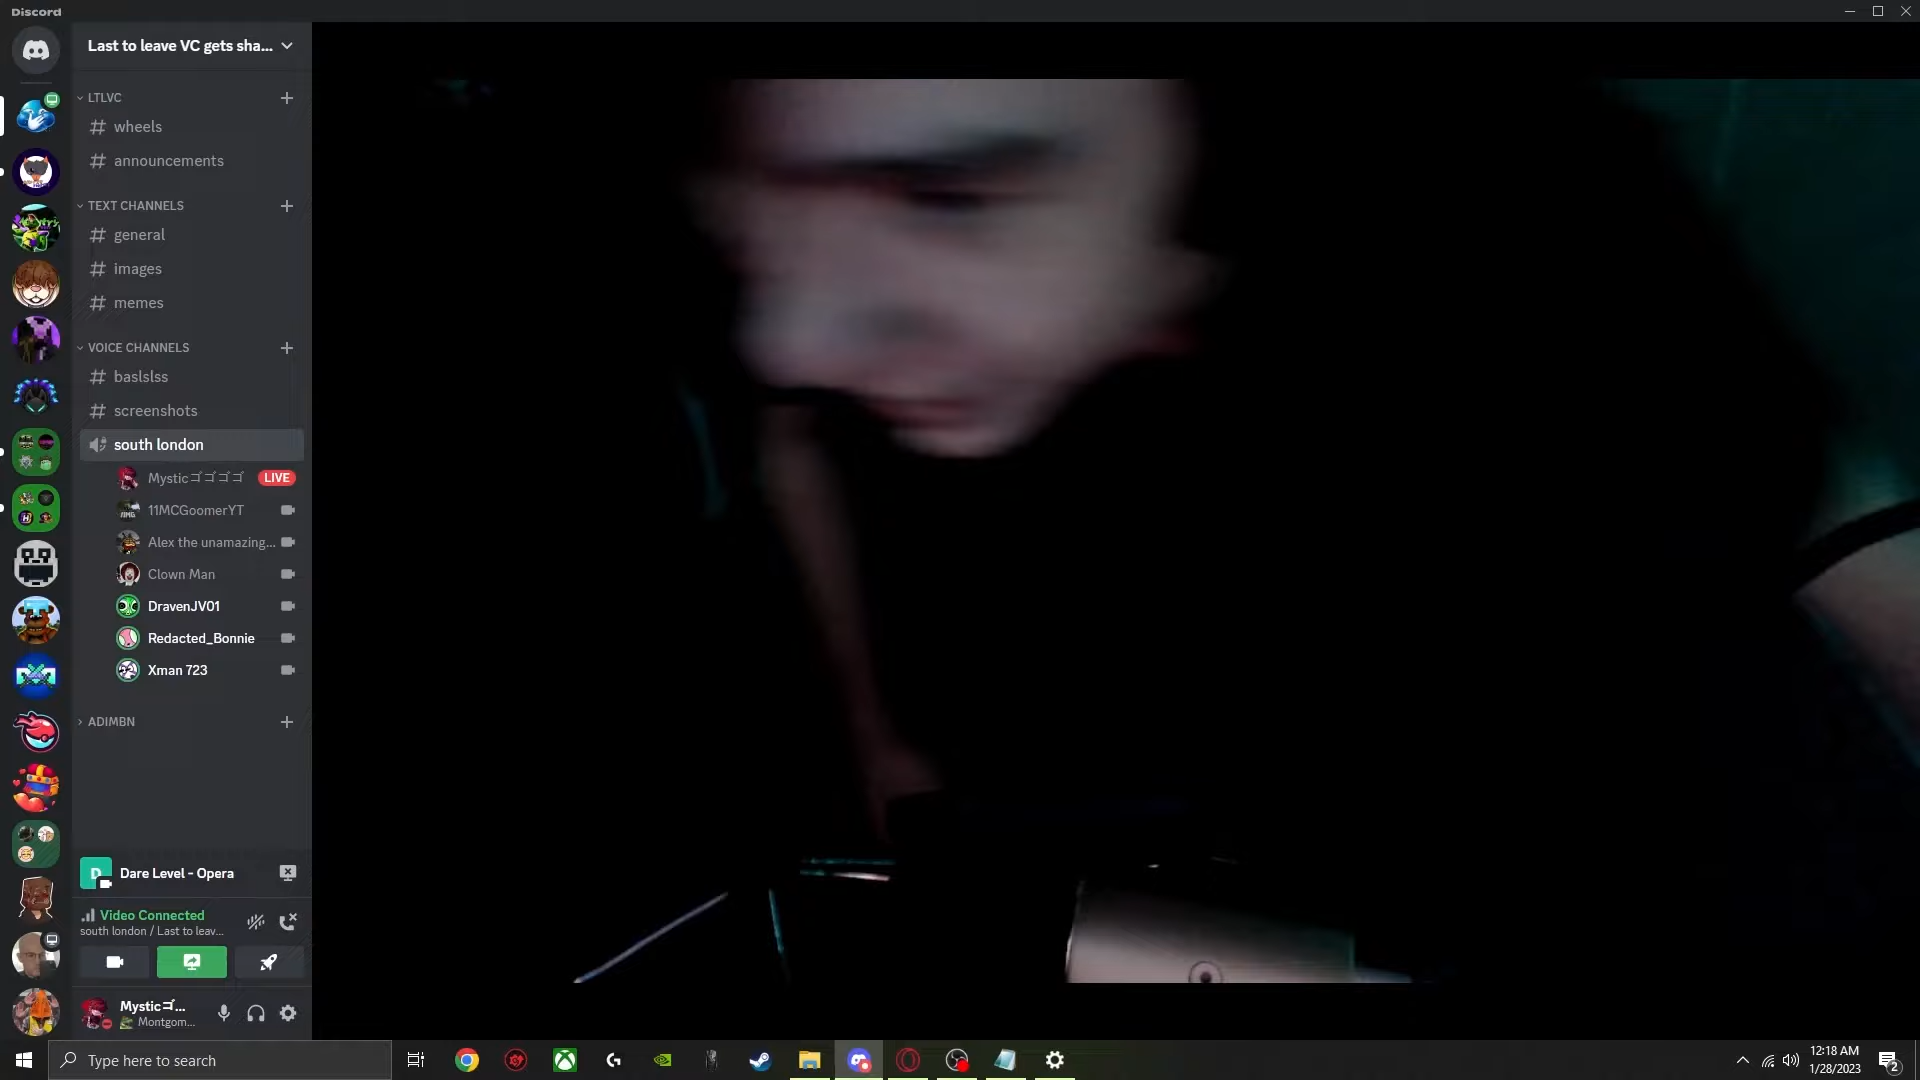 Discord
Last to leave VC gets sha...
LTLVC
wheels
announcements
TEXT CHANNELS
general
images
memes
VOICE CHANNELS
baslslss
screenshots
south london
Mysticゴゴゴゴ LIVE
11MCGoomerYT
Alex the unamazing...
Clown Man
DravenJV01
Redacted_Bonnie
Xman 723
ADIMBN
D Dare Level - Opera
Video Connected
south london / Last to leav...
Mysticゴ...
Montgom...
Type here to search
12:18 AM
1/28/2023
2